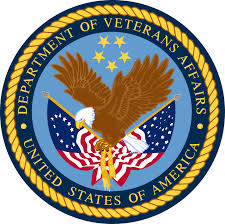 DEPARTMENT OF VETERANS AFFAIRS
UNITED STATES OF AMERICA